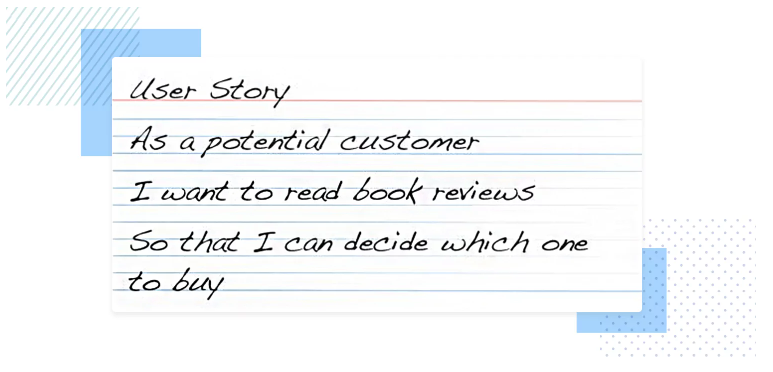 User Story
As a potential customer
I want to read book reviews
So that I can decide which one
to buy